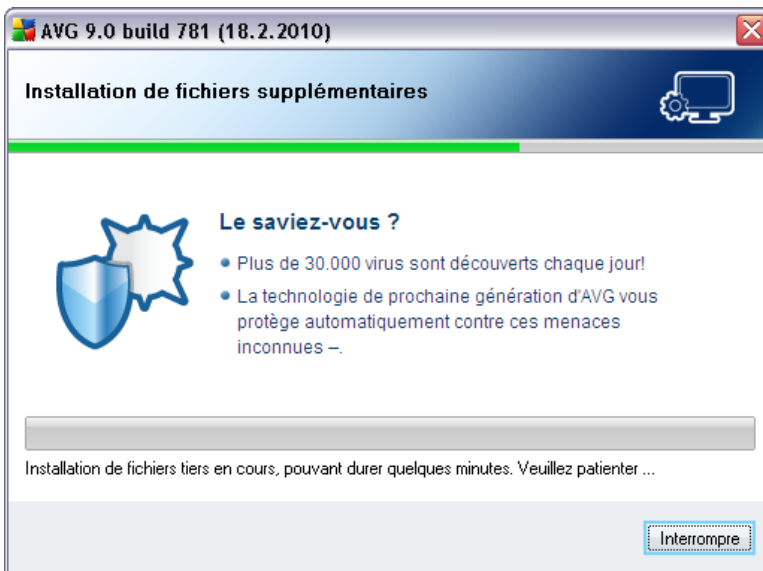 AVG 9.0 build 781 (18.2.2010)
Installation de fichiers supplémentaires
Le saviez-vous ?
Plus de 30.000 virus sont découverts chaque jour!
La technologie de prochaine génération d'AVG vous
protège automatiquement contre ces menaces
inconnues –.
Installation de fichiers tiers en cours, pouvant durer quelques minutes. Veuillez patienter ...
Interrompre